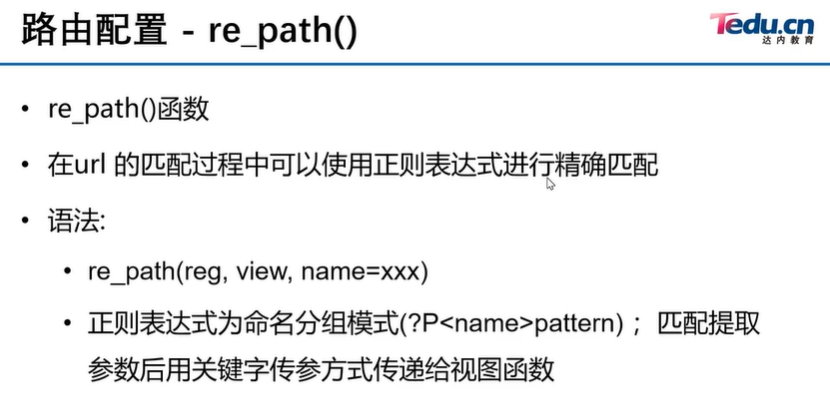 路由配置 - re_path()
Tedu.cn
达内教育
• re_path()函数
• 在url 的匹配过程中可以使用正则表达式进行精确匹配
• 语法:
• re_path(reg, view, name=xxx)
• 正则表达式为命名分组模式(?P<name>pattern) ； 匹配提取
参数后用关键字传参方式传递给视图函数